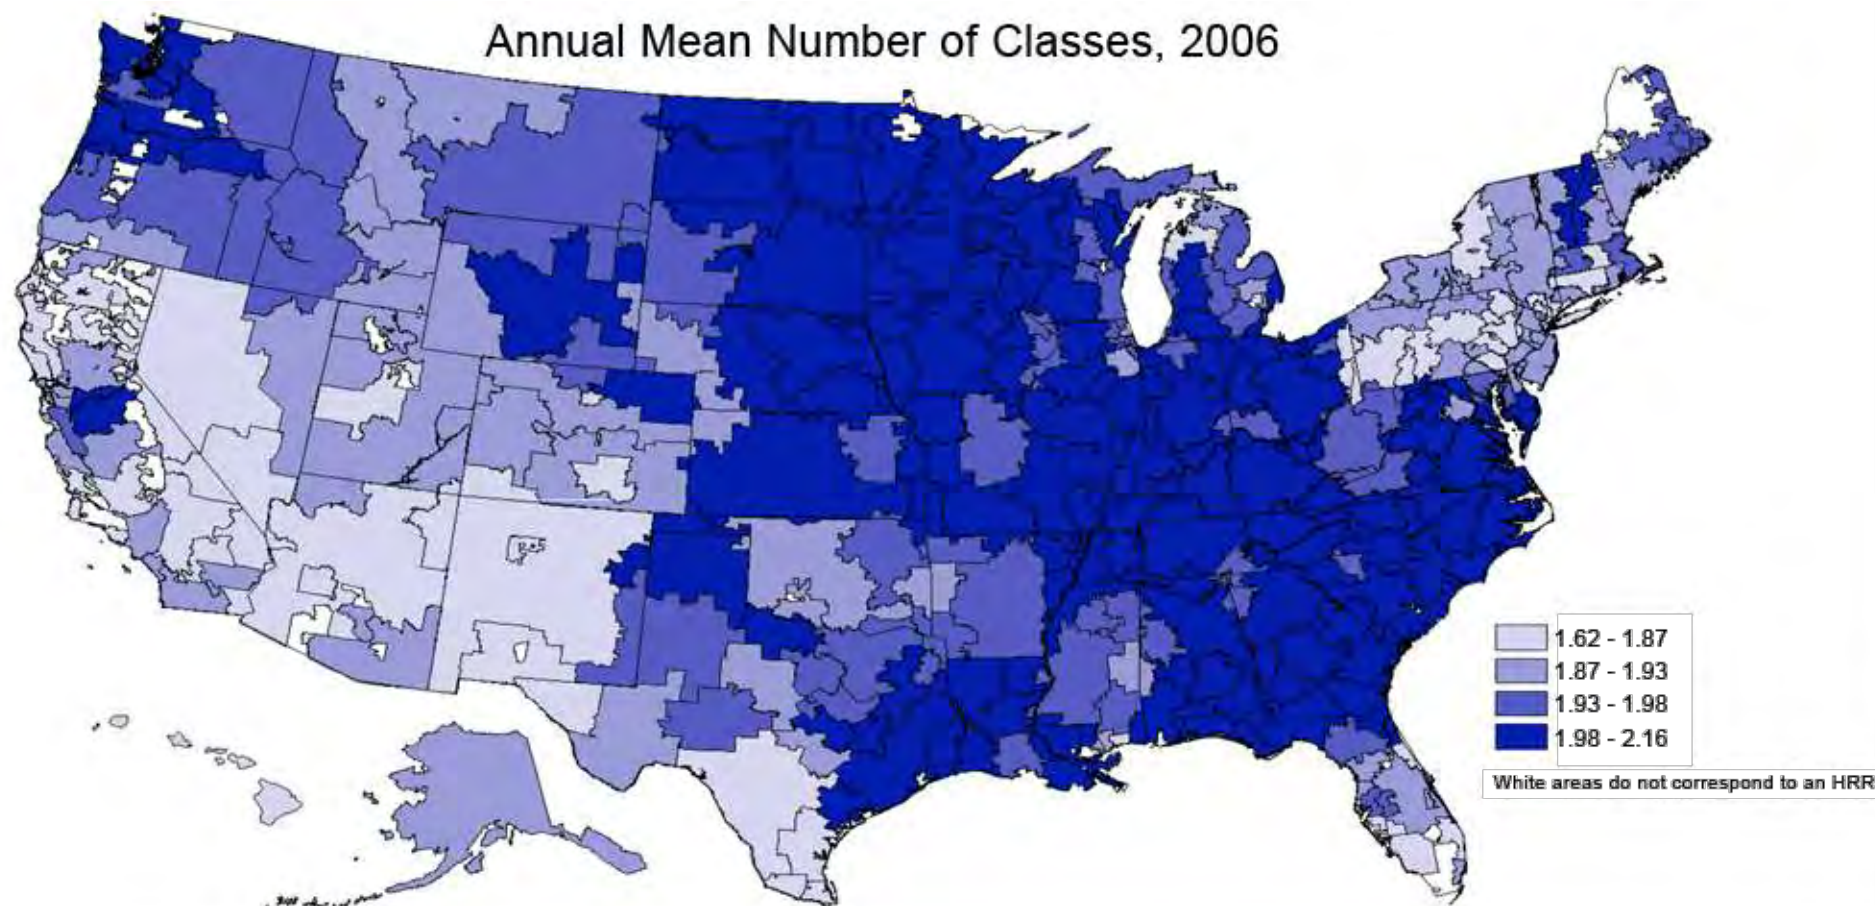 Annual Mean Number of Classes, 2006
1.62 - 1.87
1.87 - 1.93
1.93 - 1.98
1.98 - 2.16
White areas do not correspond to an HRR